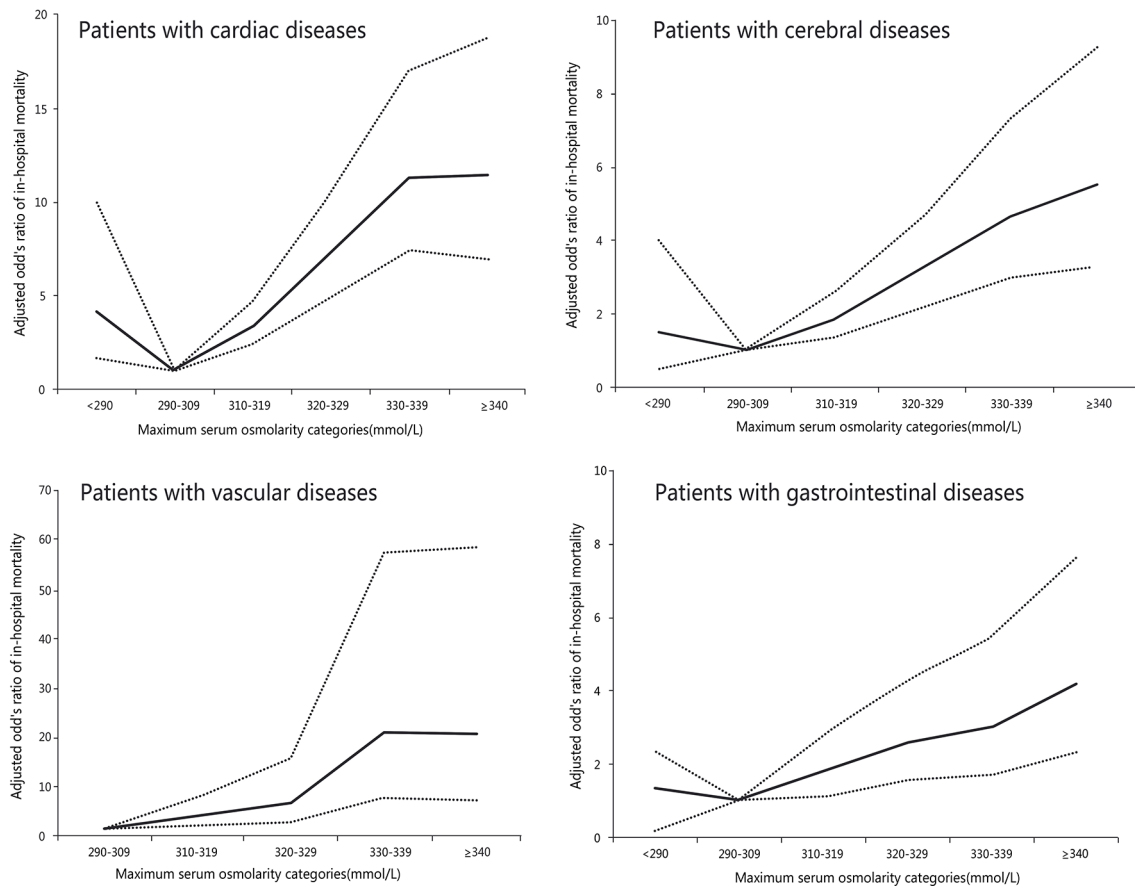 Patients with cardiac diseases
Adjusted odd's ratio of in-hospital mortality
20
15
10
5
0
<290 290-309 310-319 320-329 330-339 ≥340
Maximum serum osmolarity categories(mmol/L)
Patients with cerebral diseases
Adjusted odd's ratio of in-hospital mortality
10
8
6
4
2
0
<290 290-309 310-319 320-329 330-339 ≥340
Maximum serum osmolarity categories(mmol/L)
Patients with vascular diseases
Adjusted odd's ratio of in-hospital mortality
70
60
50
40
30
20
10
0
290-309 310-319 320-329 330-339 ≥340
Maximum serum osmolarity categories(mmol/L)
Patients with gastrointestinal diseases
Adjusted odd's ratio of in-hospital mortality
10
8
6
4
2
0
<290 290-309 310-319 320-329 330-339 ≥340
Maximum serum osmolarity categories(mmol/L)